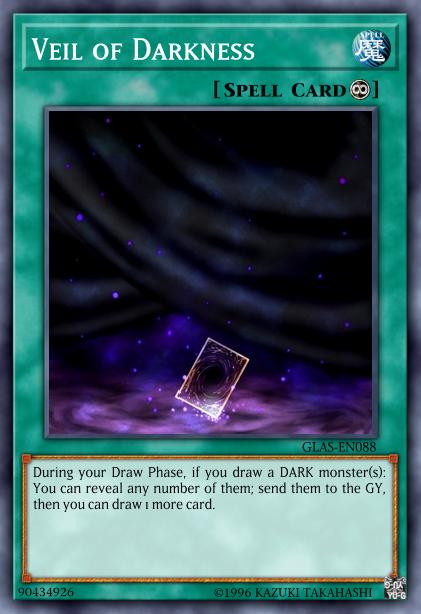 Veil of Darkness
SPELL
魔
[Spell Card]
GLAS-EN088
During your Draw Phase, if you draw a DARK monster(s):
You can reveal any number of them; send them to the GY,
then you can draw 1 more card.
90434926
©1996 KAZUKI TAKAHASHI